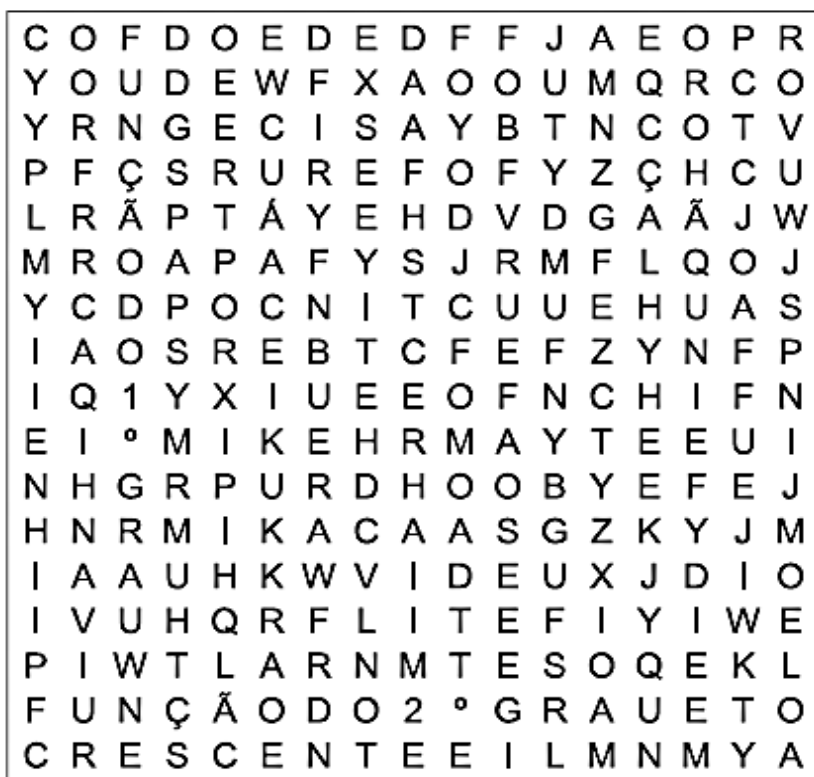 C O F D O E D E D F F J A E O P R
Y O U D E W F X A O O U M Q R C O
Y R N G E C I S A Y B T N C O T V
P F Ç S R U R E F O F Y Z Ç H C U
L R Ã P T Á Y E H D V D G A Ã J W
M R O A P A F Y S J R M F L Q O J
Y C D P O C N I T C U U E H U A S
I A O S R E B T C F E F Z Y N F P
I Q 1 Y X I U E E O F N C H I F N
E I º M I K E H R M A Y T E E U I
N H G R P U R D H O O B Y E F E J
H N R M I K A C A A S G Z K Y J M
I A A U H K W V I D E U X J D I O
I V U H Q R F L I T E F I Y I W E
P I W T L A R N M T E S O Q E K L
F U N Ç Ã O D O 2 º G R A U E T O
C R E S C E N T E E I L M N M Y A